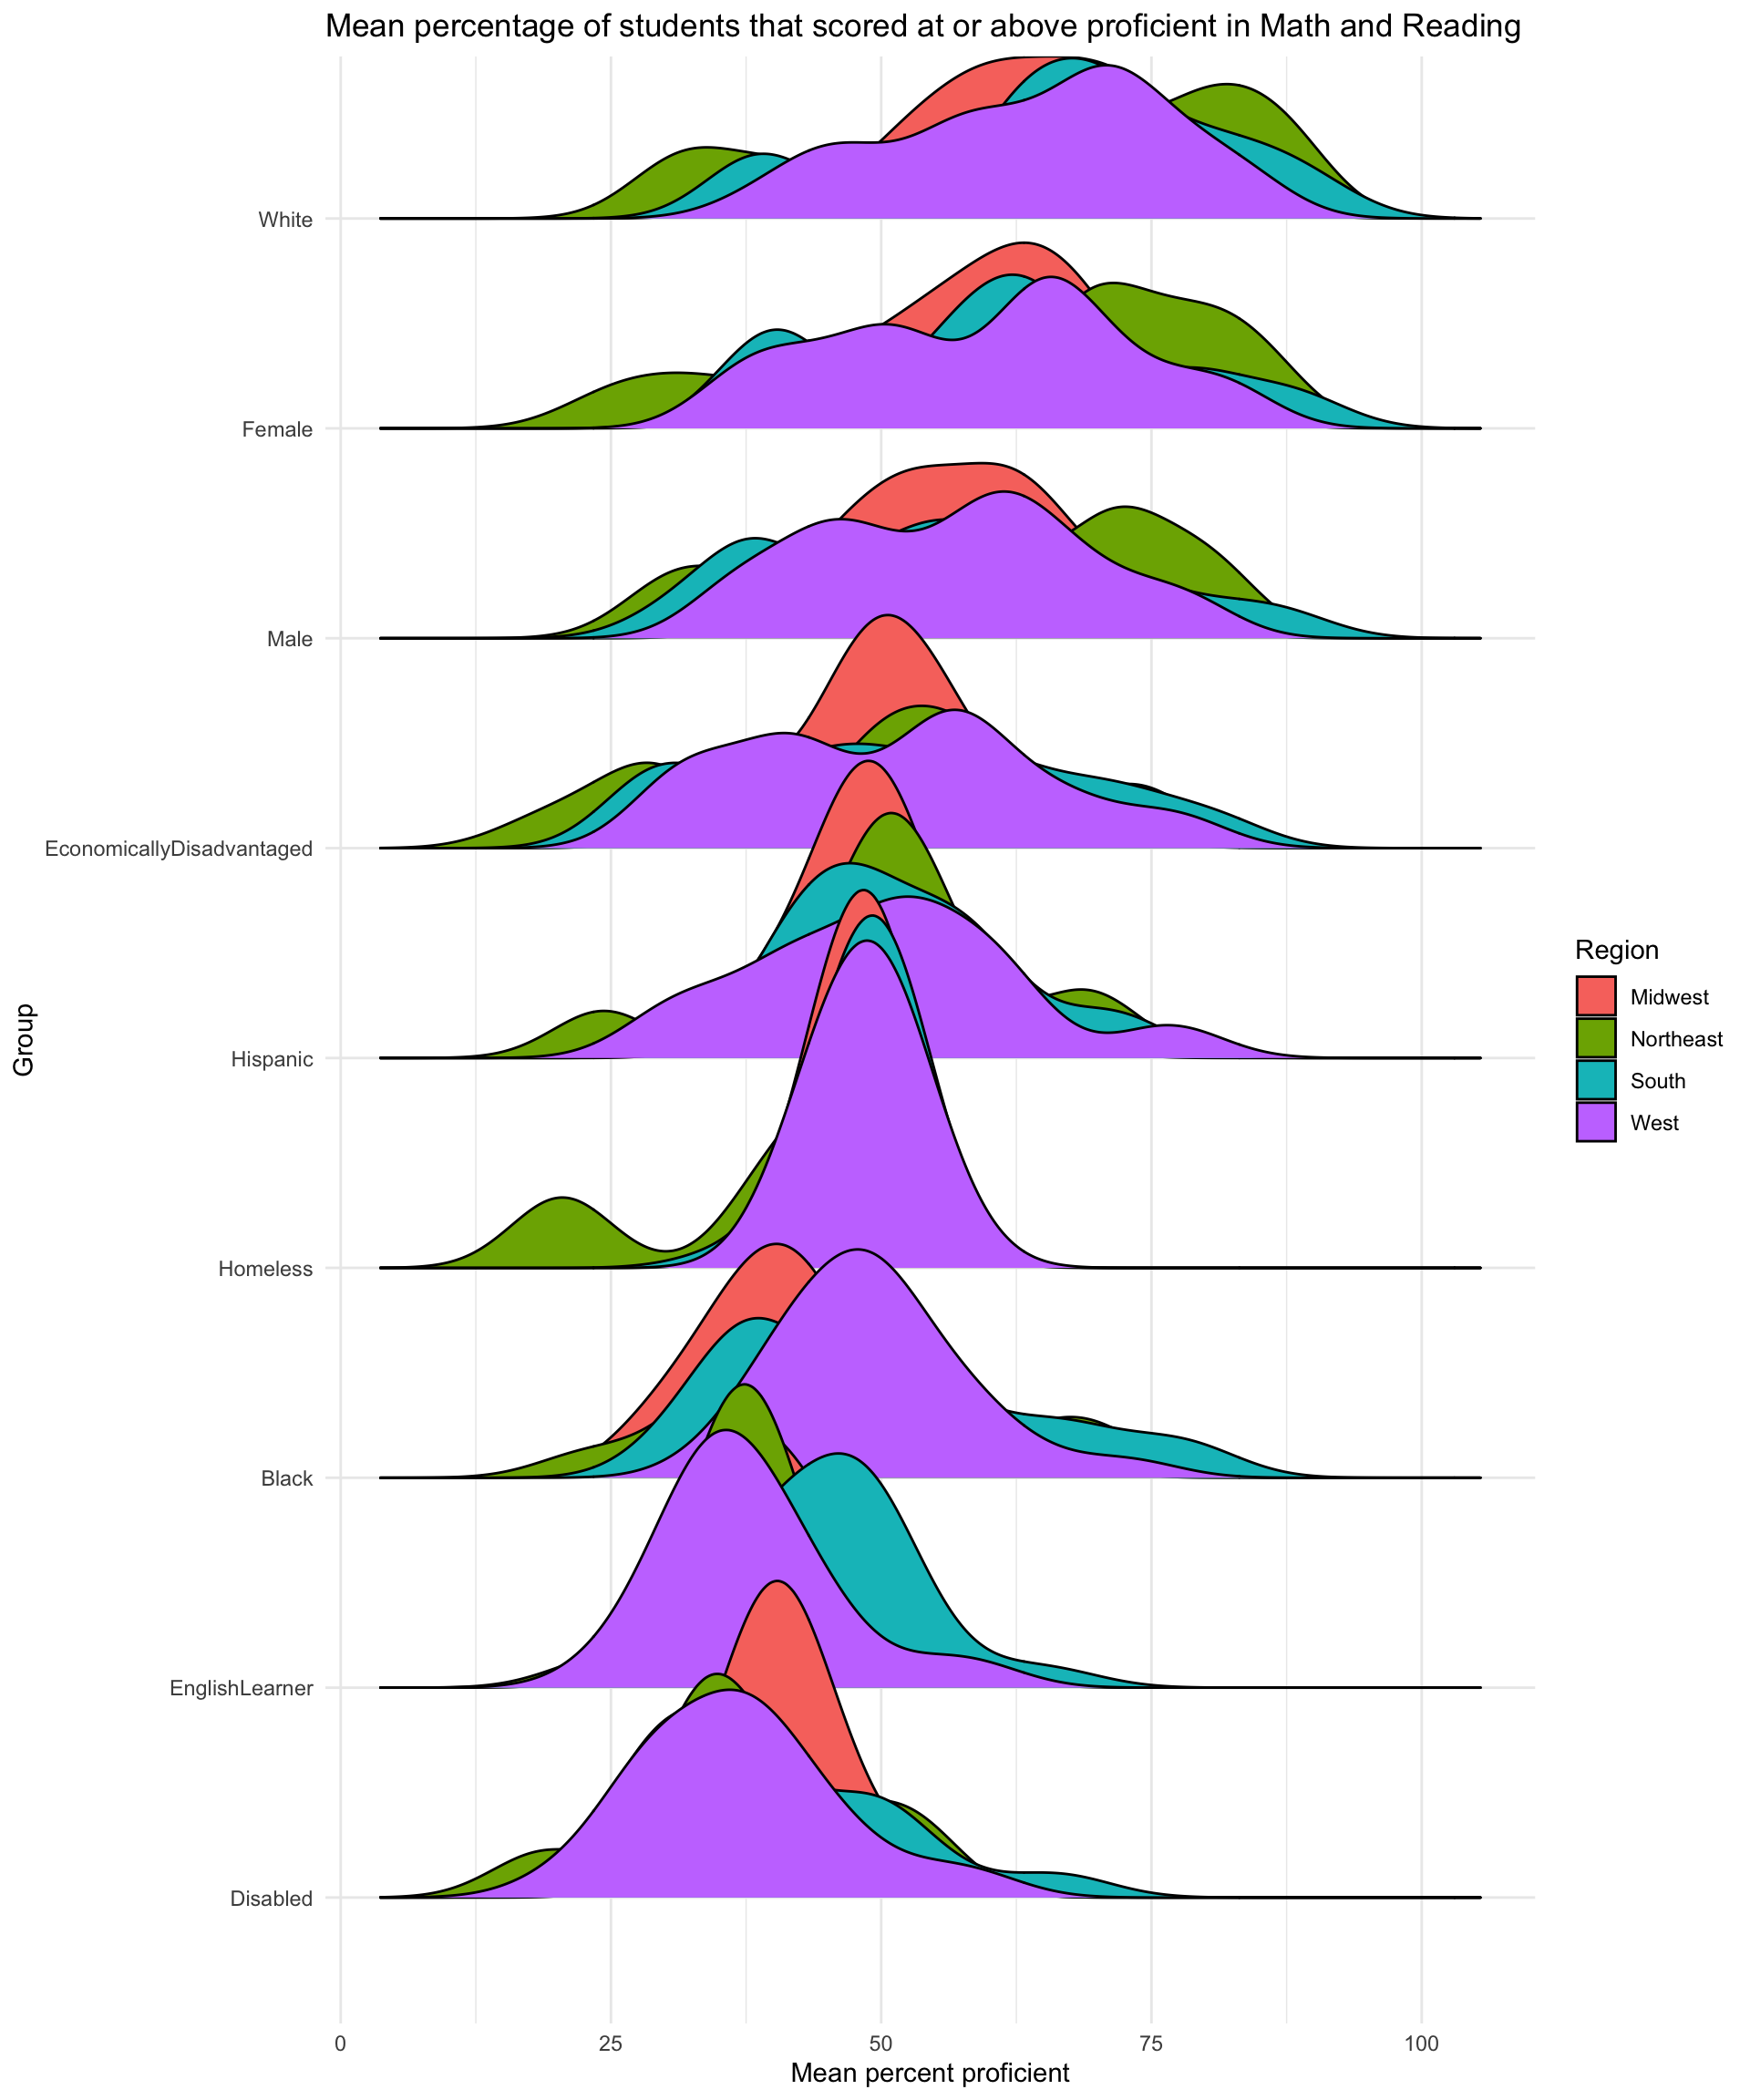 Mean percentage of students that scored at or above proficient in Math and Reading
White
Female
Male
EconomicallyDisadvantaged
Hispanic
Homeless
Black
EnglishLearner
Disabled
Group
0 25 50 75 100
Mean percent proficient
Region
Midwest
Northeast
South
West